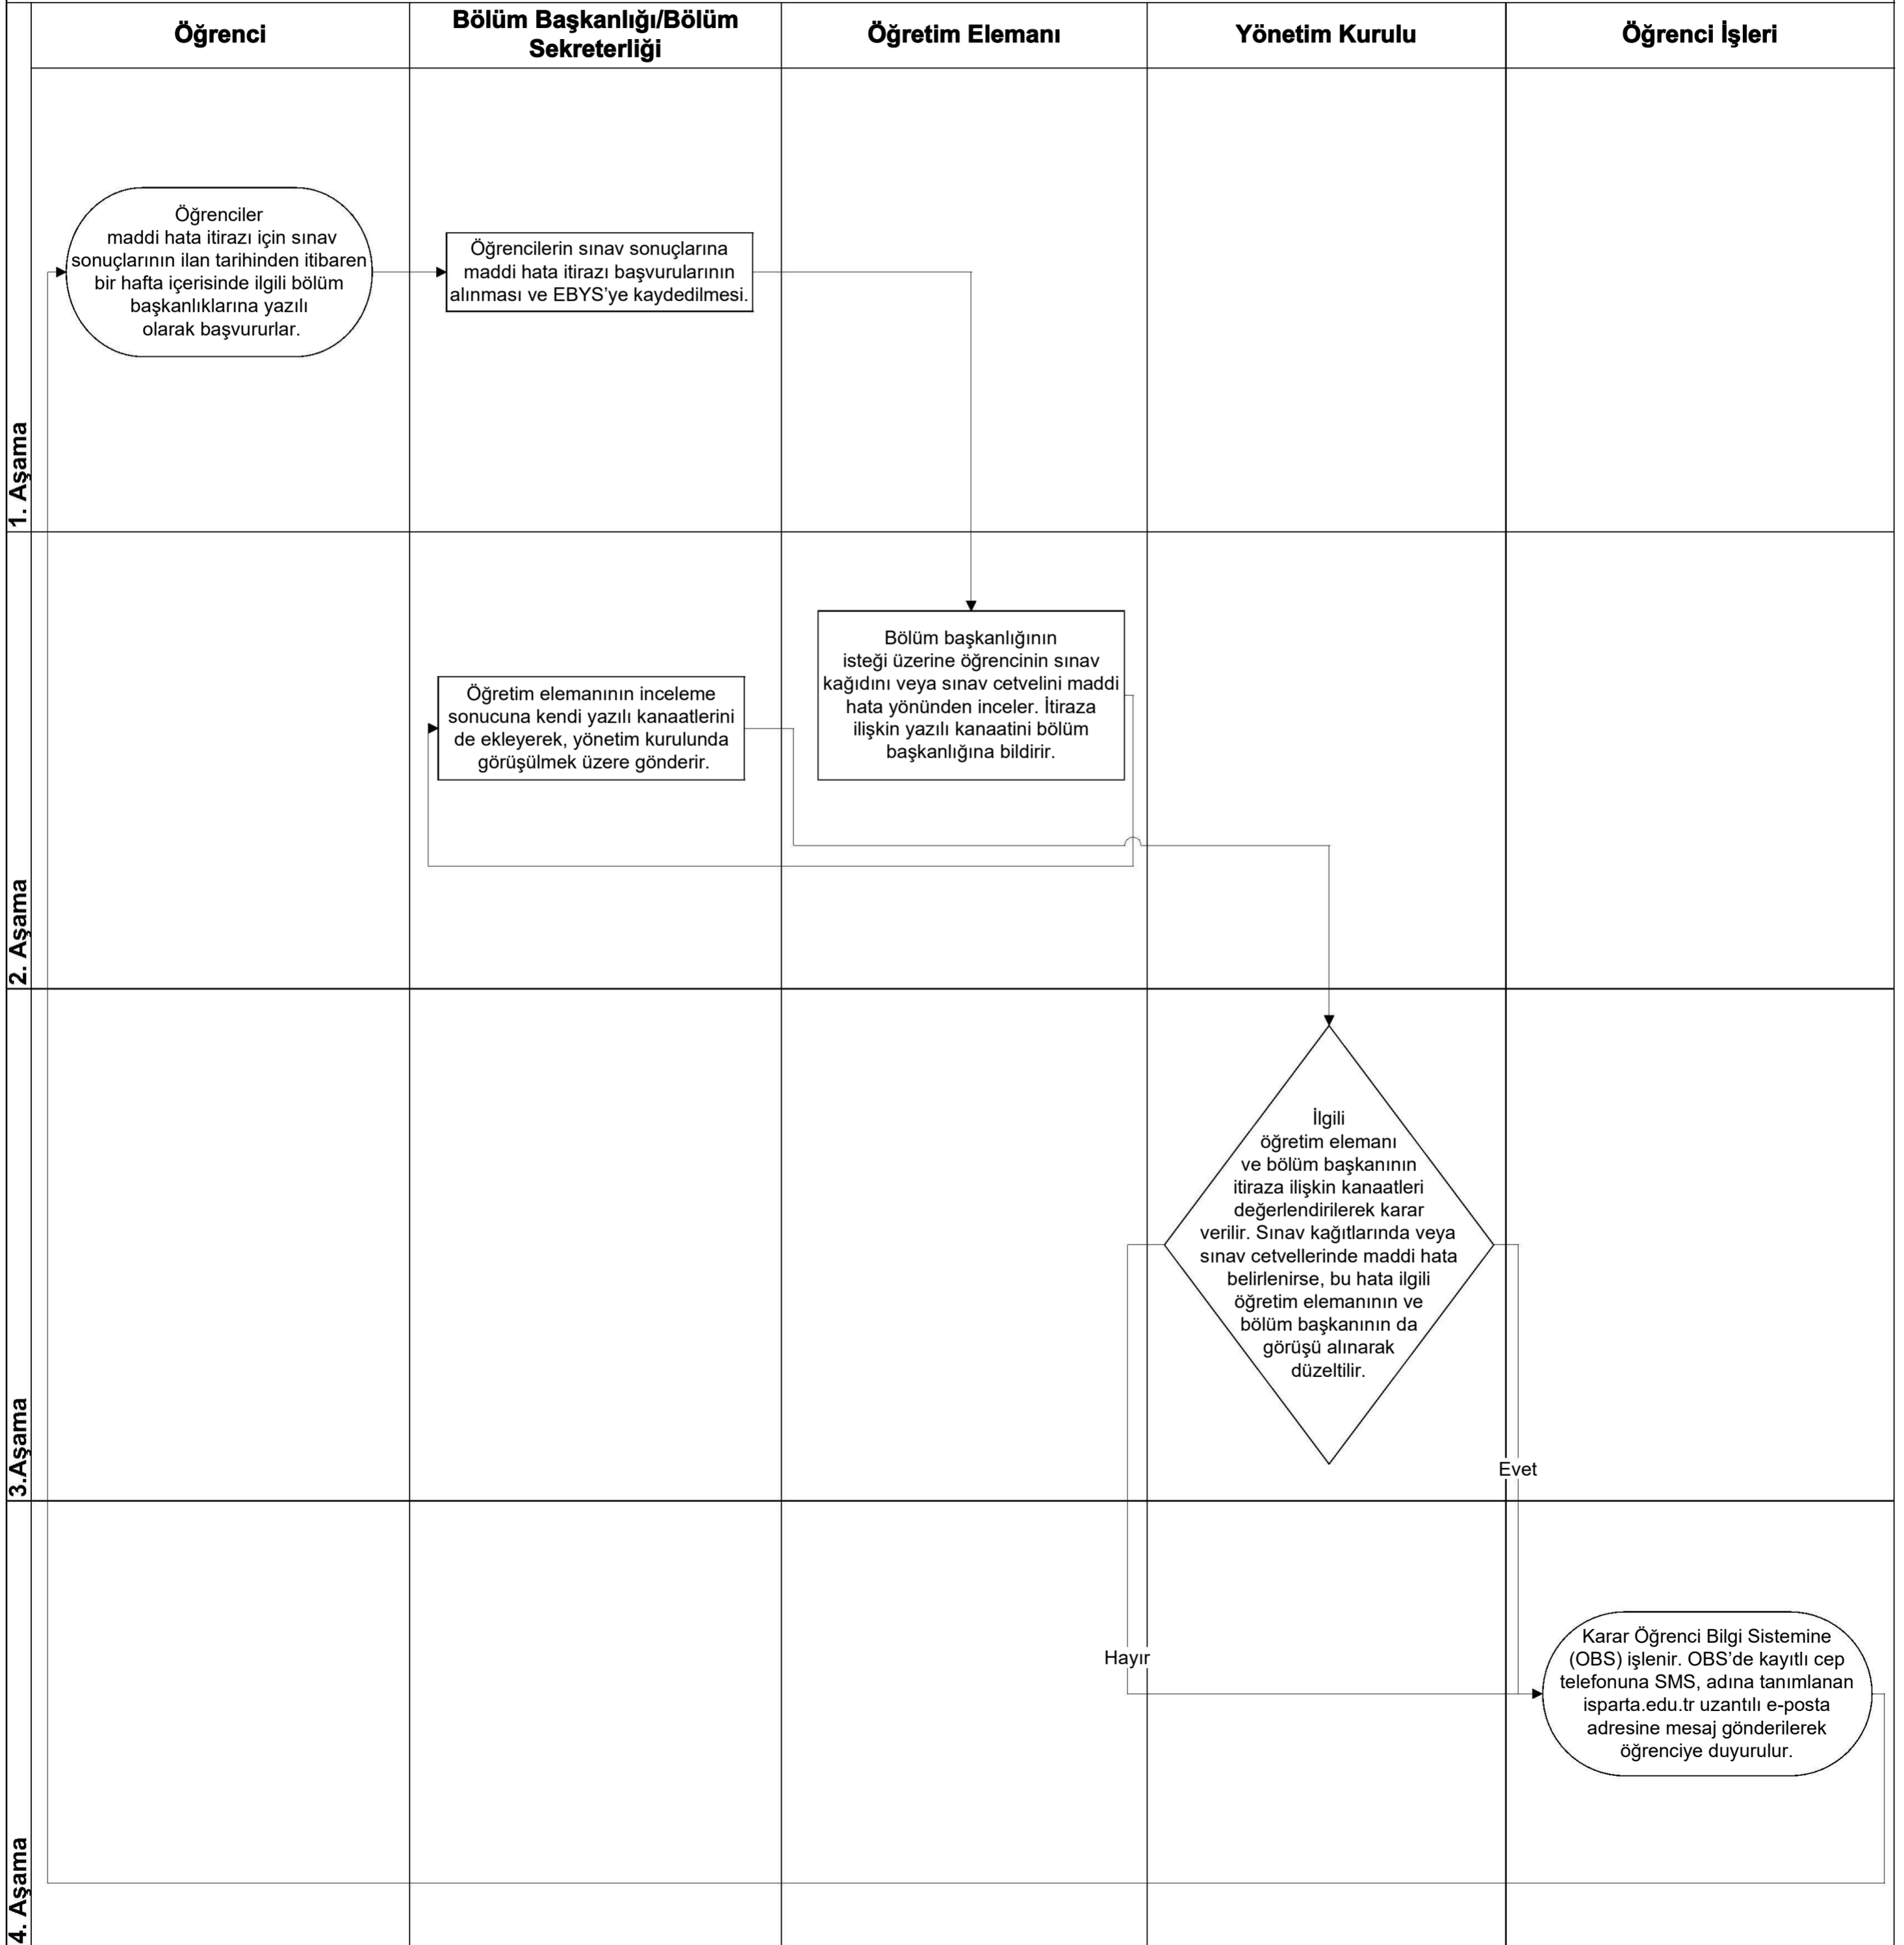 Öğrenci
Bölüm Başkanlığı/Bölüm
Sekreterliği
Öğretim Elemanı
Yönetim Kurulu
Öğrenci İşleri
1. Aşama
Öğrenciler
maddi hata itirazı için sınav
sonuçlarının ilan tarihinden itibaren
bir hafta içerisinde ilgili bölüm
başkanlıklarına yazılı
olarak başvururlar.
Öğrencilerin sınav sonuçlarına
maddi hata itirazı başvurularının
alınması ve EBYS’ye kaydedilmesi.
2. Aşama
Öğretim elemanının inceleme
sonucuna kendi yazılı kanaatlerini
de ekleyerek, yönetim kurulunda
görüşülmek üzere gönderir.
Bölüm başkanlığının
isteği üzerine öğrencinin sınav
kağıdını veya sınav cetvelini maddi
hata yönünden inceler. İtiraza
ilişkin yazılı kanaatini bölüm
başkanlığına bildirir.
3.Aşama
İlgili
öğretim elemanı
ve bölüm başkanının
itiraza ilişkin kanaatleri
değerlendirilerek karar
verilir. Sınav kağıtlarında veya
sınav cetvellerinde maddi hata
belirlenirse, bu hata ilgili
öğretim elemanının ve
bölüm başkanının da
görüşü alınarak
düzeltilir.
Evet
4. Aşama
Hayır
Karar Öğrenci Bilgi Sistemine
(OBS) işlenir. OBS’de kayıtlı cep
telefonuna SMS, adına tanımlanan
isparta.edu.tr uzantılı e-posta
adresine mesaj gönderilerek
öğrenciye duyurulur.